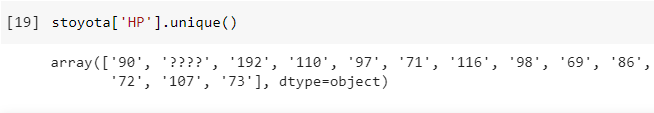 [19] stoyota['HP'].unique()
array(['90', '????', '192', '110', '97', '71', '116', '98', '69', '86',
'72', '107', '73'], dtype=object)